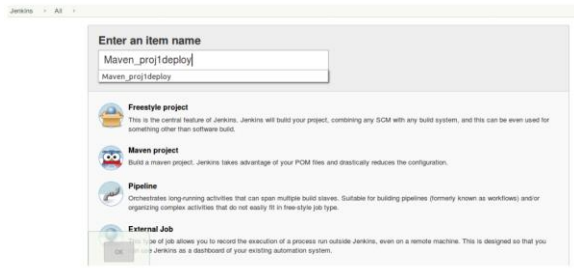 Jenkins › All ›
Enter an item name
Maven_proj1deploy
Maven_proj1deploy
Freestyle project
This is the central feature of Jenkins. Jenkins will build your project, combining any SCM with any build system, and this can be even used for
something other than software build.
Maven project
Build a maven project. Jenkins takes advantage of your POM files and drastically reduces the configuration.
Pipeline
Orchestrates long-running activities that can span multiple build slaves. Suitable for building pipelines (formerly known as workflows) and/or
organizing complex activities that do not easily fit in free-style job type.
External Job
type of job allows you to record the execution of a process run outside Jenkins, even on a remote machine. This is designed so that you
OK
Jenkins as a dashboard of your existing automation system.